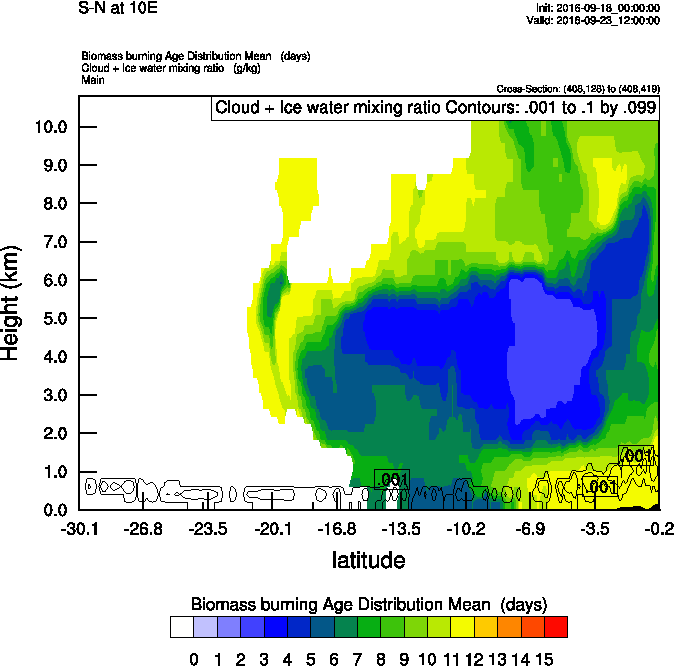 S-N at 10E
Init: 2016-09-18_00:00:00
Valid: 2016-09-23_12:00:00
Biomass burning Age Distribution Mean (days)
Cloud + Ice water mixing ratio (g/kg)
Main
Cross-Section: (408,128) to (408,419)
Cloud + Ice water mixing ratio Contours: .001 to .1 by .099
10.0
9.0
8.0
7.0
6.0
5.0
4.0
3.0
2.0
1.0
0.0
Height (km)
.001
.001
.001
-30.1 -26.8 -23.5 -20.1 -16.8 -13.5 -10.2 -6.9 -3.5 -0.2
latitude
Biomass burning Age Distribution Mean (days)
0 1 2 3 4 5 6 7 8 9 10 11 12 13 14 15